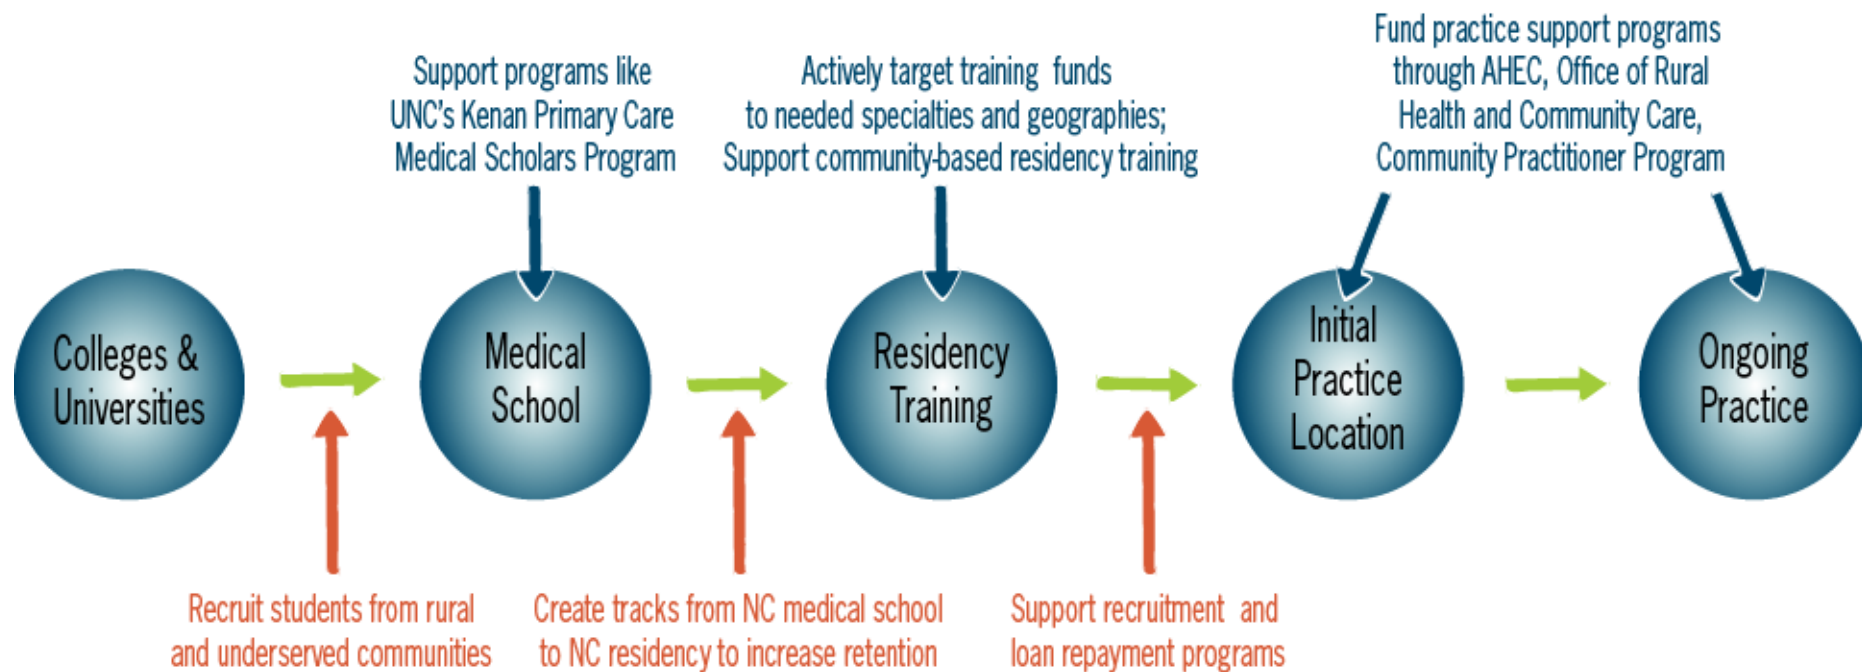 Support programs like
UNC's Kenan Primary Care
Medical Scholars Program
Actively target training funds
to needed specialties and geographies;
Support community-based residency training
Fund practice support programs
through AHEC, Office of Rural
Health and Community Care,
Community Practitioner Program
Colleges &
Universities
Medical
School
Residency
Training
Initial
Practice
Location
Ongoing
Practice
Recruit students from rural
and underserved communities
Create tracks from NC medical school
to NC residency to increase retention
Support recruitment and
loan repayment programs